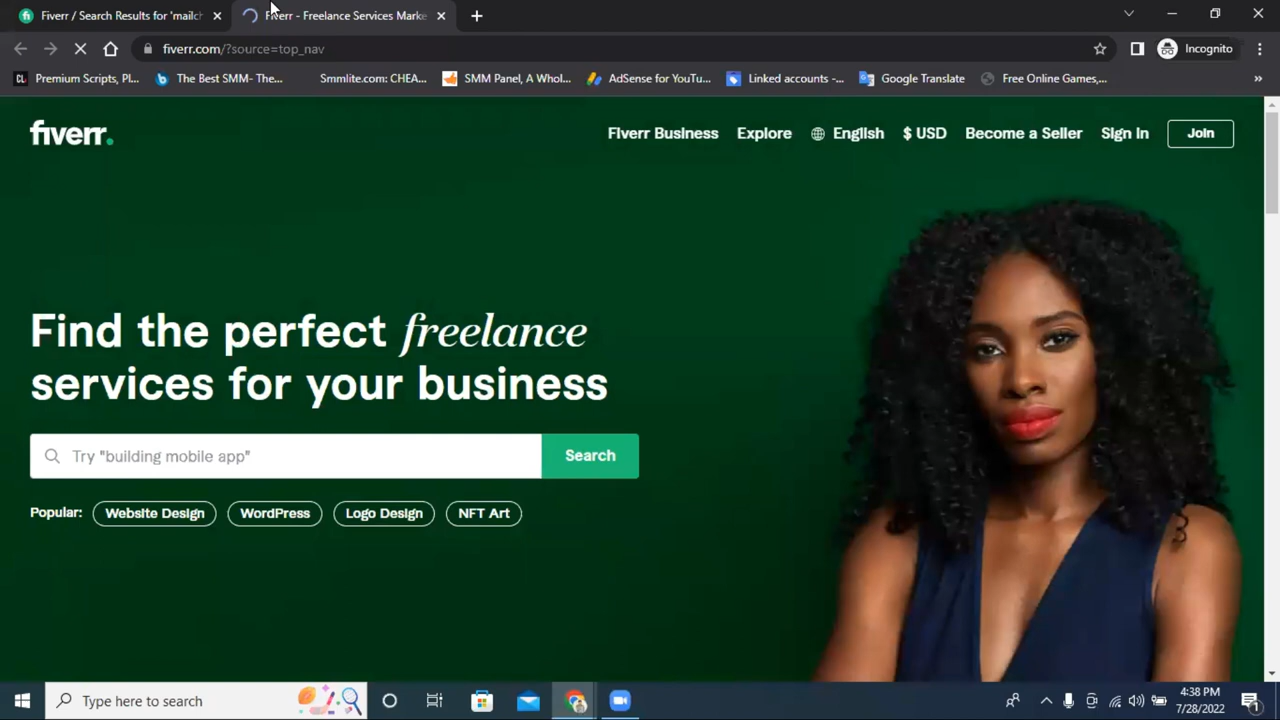 Fiverr / Search Results for 'mailch
Fiverr - Freelance Services Marke
fiverr.com/?source=top_nav
Incognito
CL Premium Scripts, Pl...
The Best SMM- The...
Smmlite.com: CHEA...
SMM Panel, A Whol...
AdSense for YouTu...
Linked accounts -...
Google Translate
Free Online Games,...
»
fiverr.
Fiverr Business
Explore
English
$ USD
Become a Seller
Sign In
Join
Find the perfect freelance
services for your business
Try "building mobile app"
Search
Popular:
Website Design
WordPress
Logo Design
NFT Art
Type here to search
4:38 PM
7/28/2022
1